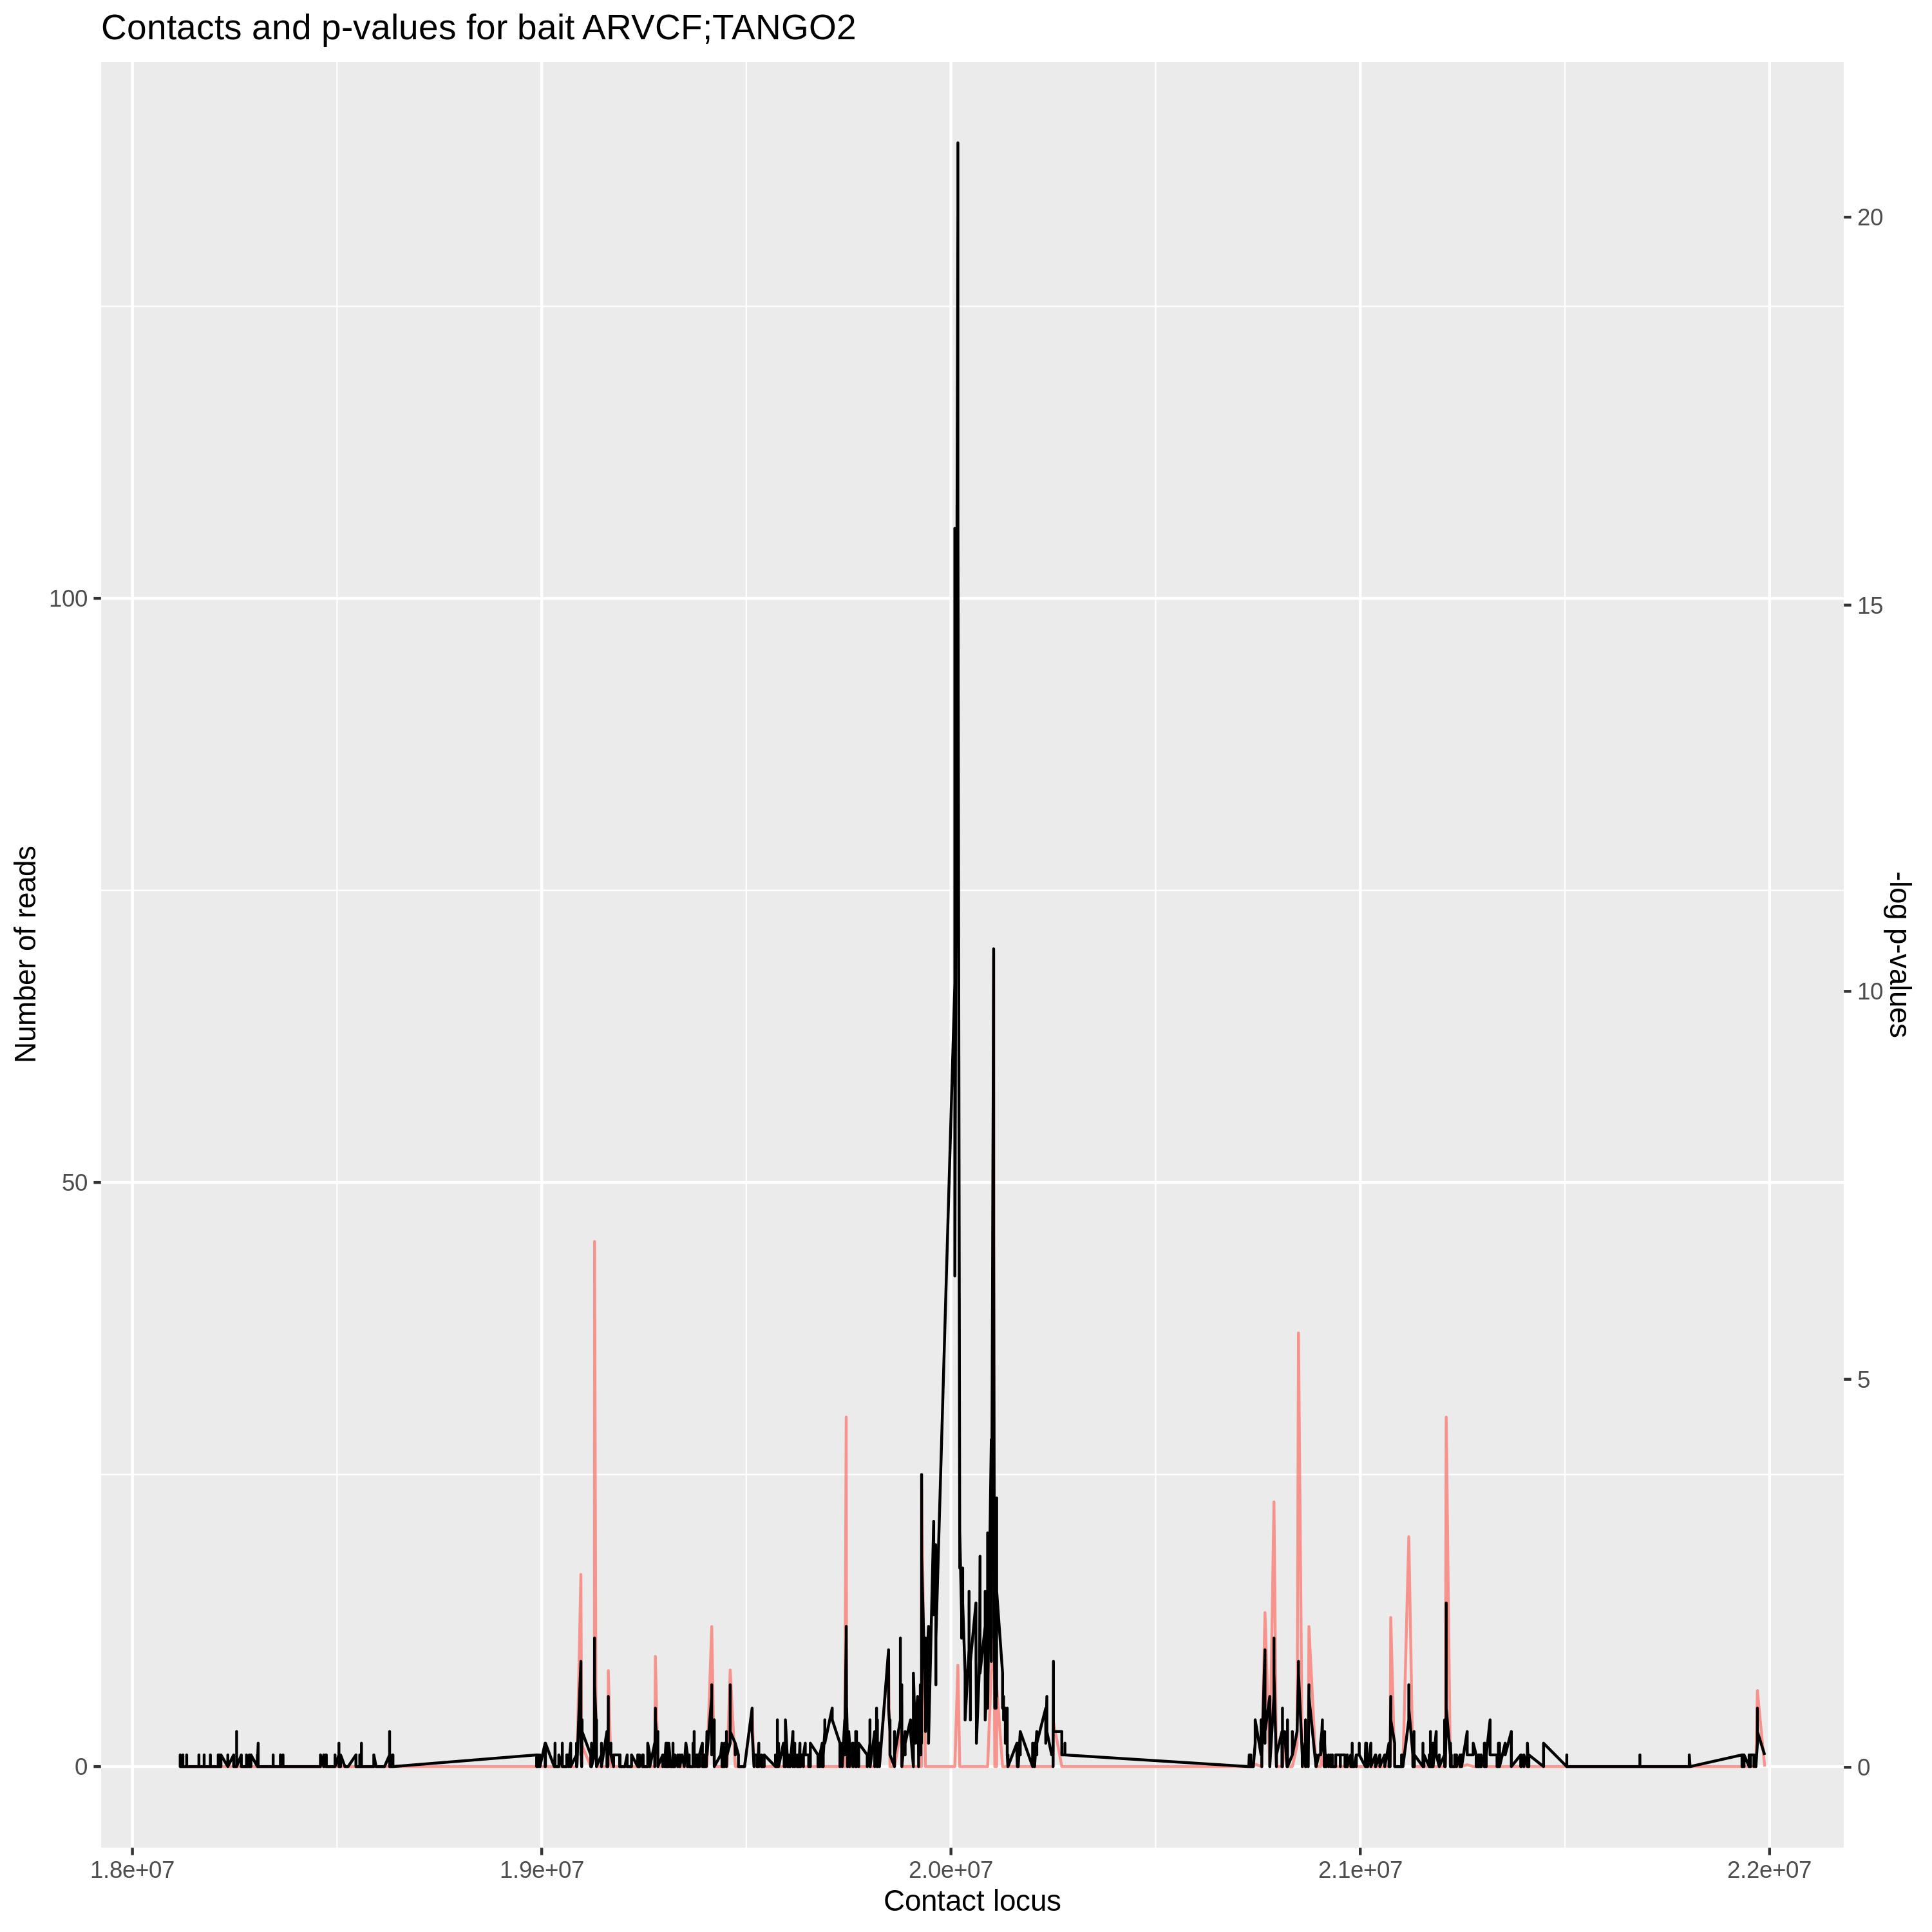 Contacts and p-values for bait ARVCF;TANGO2
Number of reads
100
50
0
20
15
10
5
0
-log p-values
1.8e+07
1.9e+07
2.0e+07
2.1e+07
2.2e+07
Contact locus